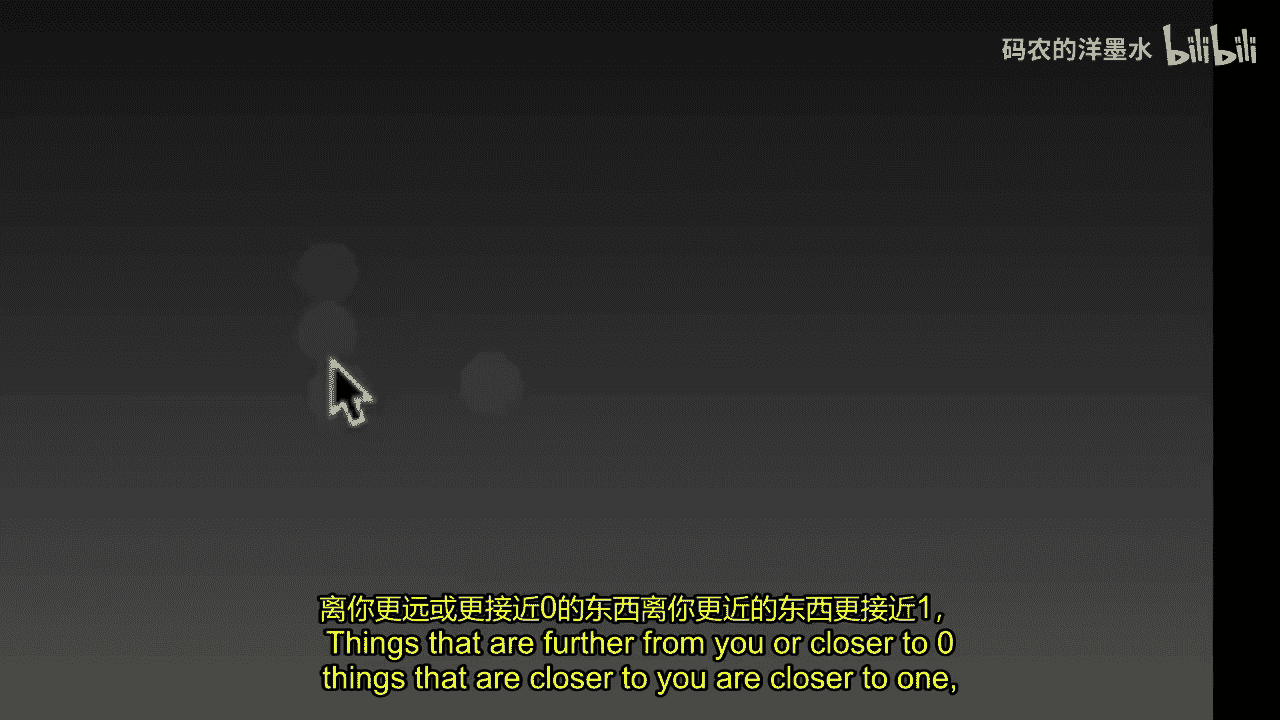 码农的洋墨水 bilibili
离你更远或更接近0的东西离你更近的东西更接近1,
Things that are further from you or closer to 0
things that are closer to you are closer to one,